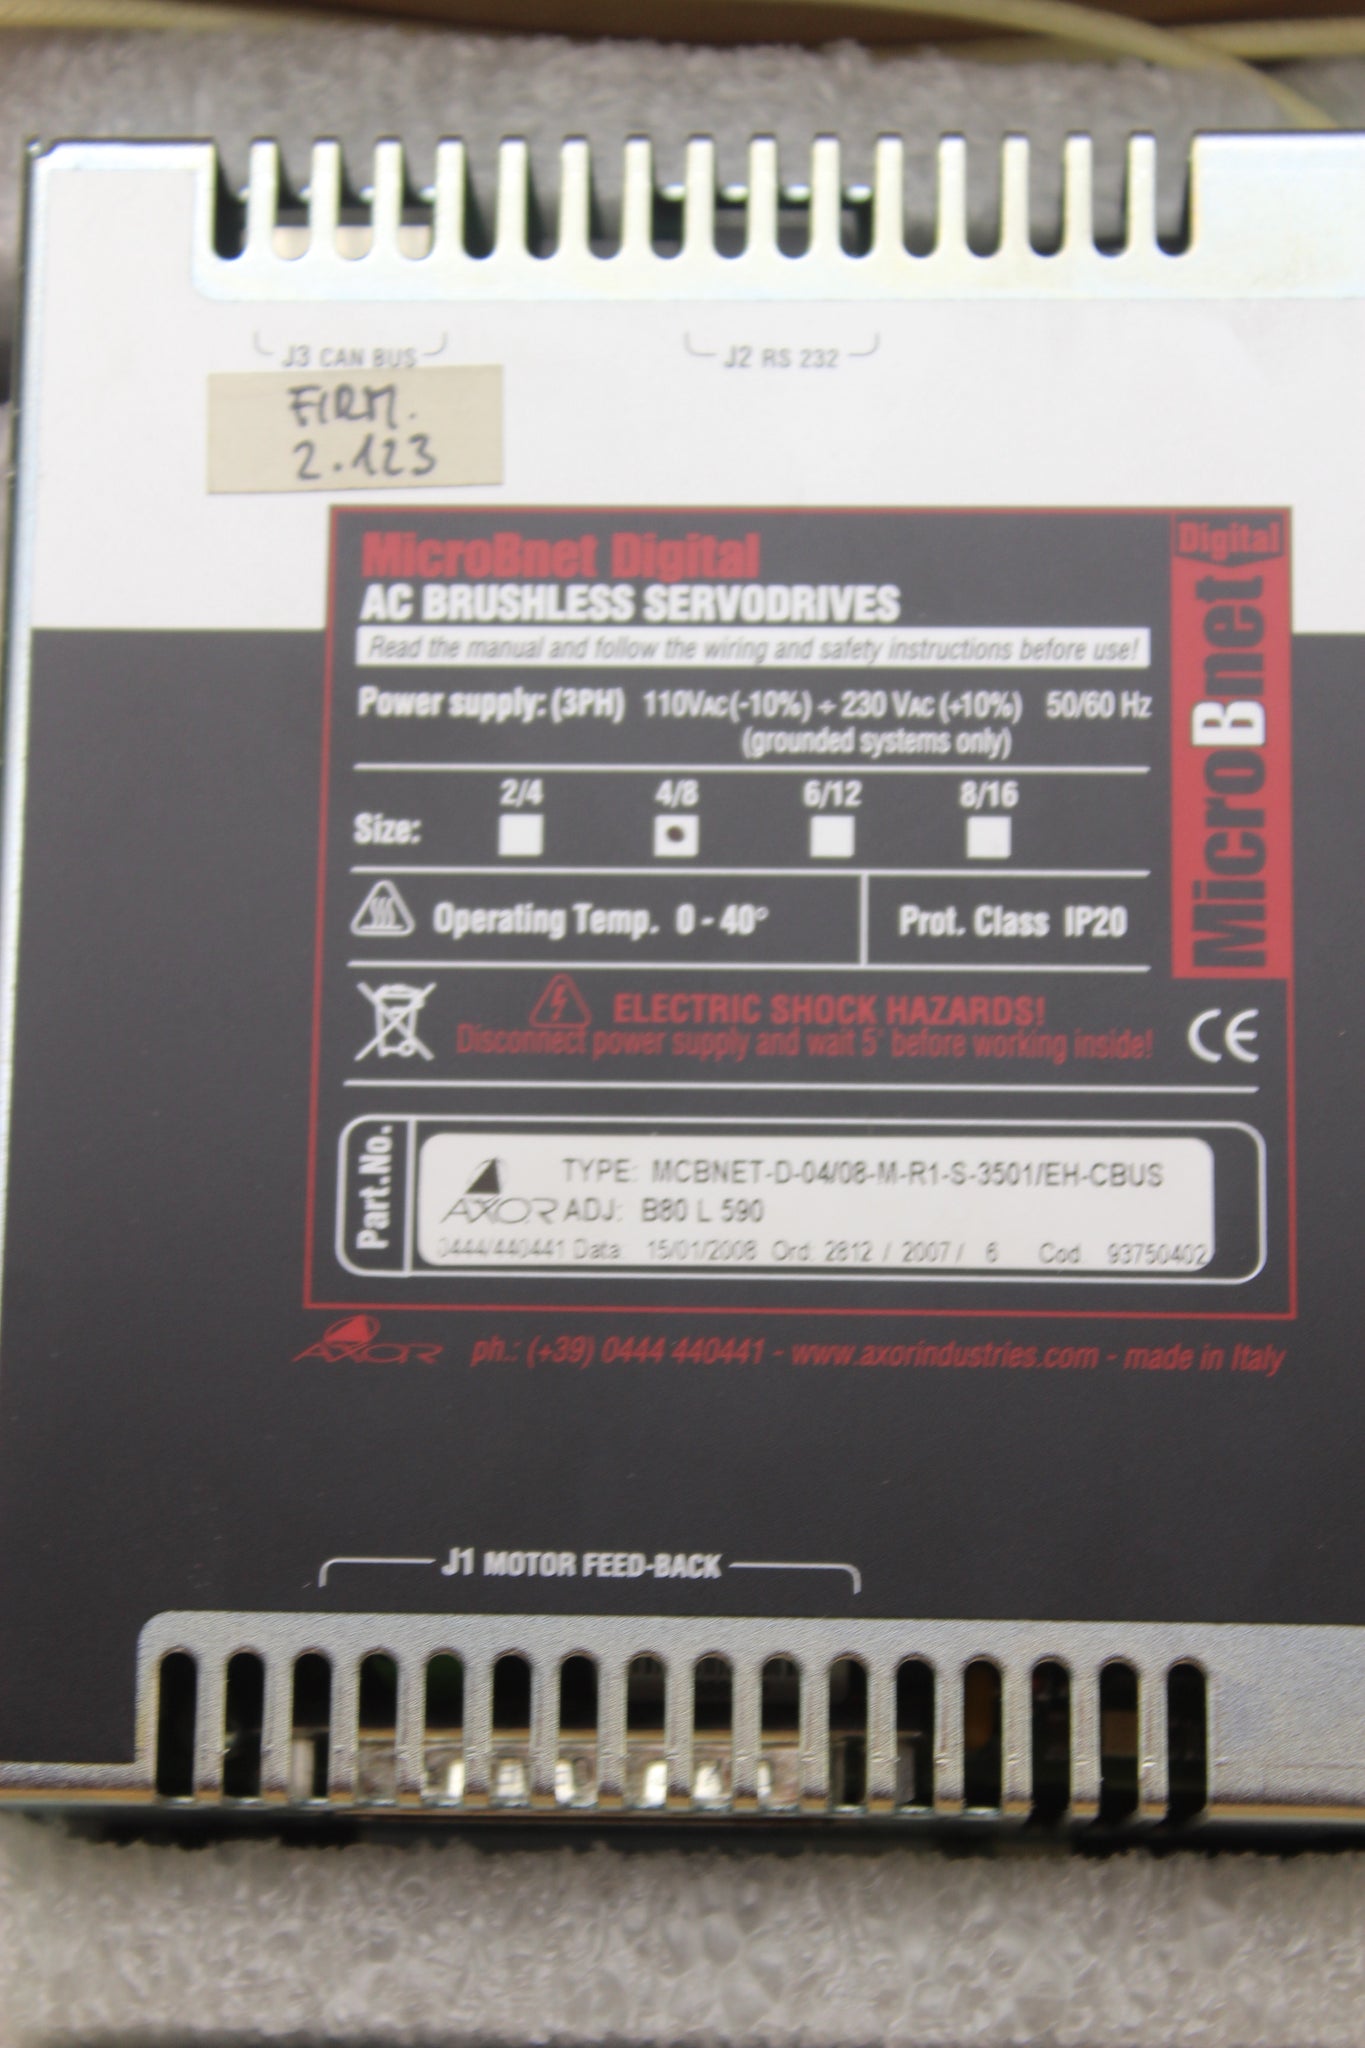 J3 CAN BUS
J2 RS 232
FIRM.
2.123
MicroBnet Digital
AC BRUSHLESS SERVODRIVES
Read the manual and follow the wiring and safety instructions before use!
Power supply: (3PH) 110VAC (-10%) ÷ 230 VAC (+10%) 50/60 Hz
(grounded systems only)
2/4 4/8 6/12 8/16
Size:
Operating Temp. 0 - 40°
Prot. Class IP20
ELECTRIC SHOCK HAZARDS!
Disconnect power supply and wait 5' before working inside!
CE
Digital
MicroBnet
Part.No.
TYPE: MCBNET-D-04/08-M-R1-S-3501/EH-CBUS
AXOR ADJ: B80 L 590
0444/440441 Data: 15/01/2008 Ord: 2812 / 2007 / 6 Cod. 93750402
AXOR ph.: (+39) 0444 440441 - www.axorindustries.com - made in Italy
J1 MOTOR FEED-BACK